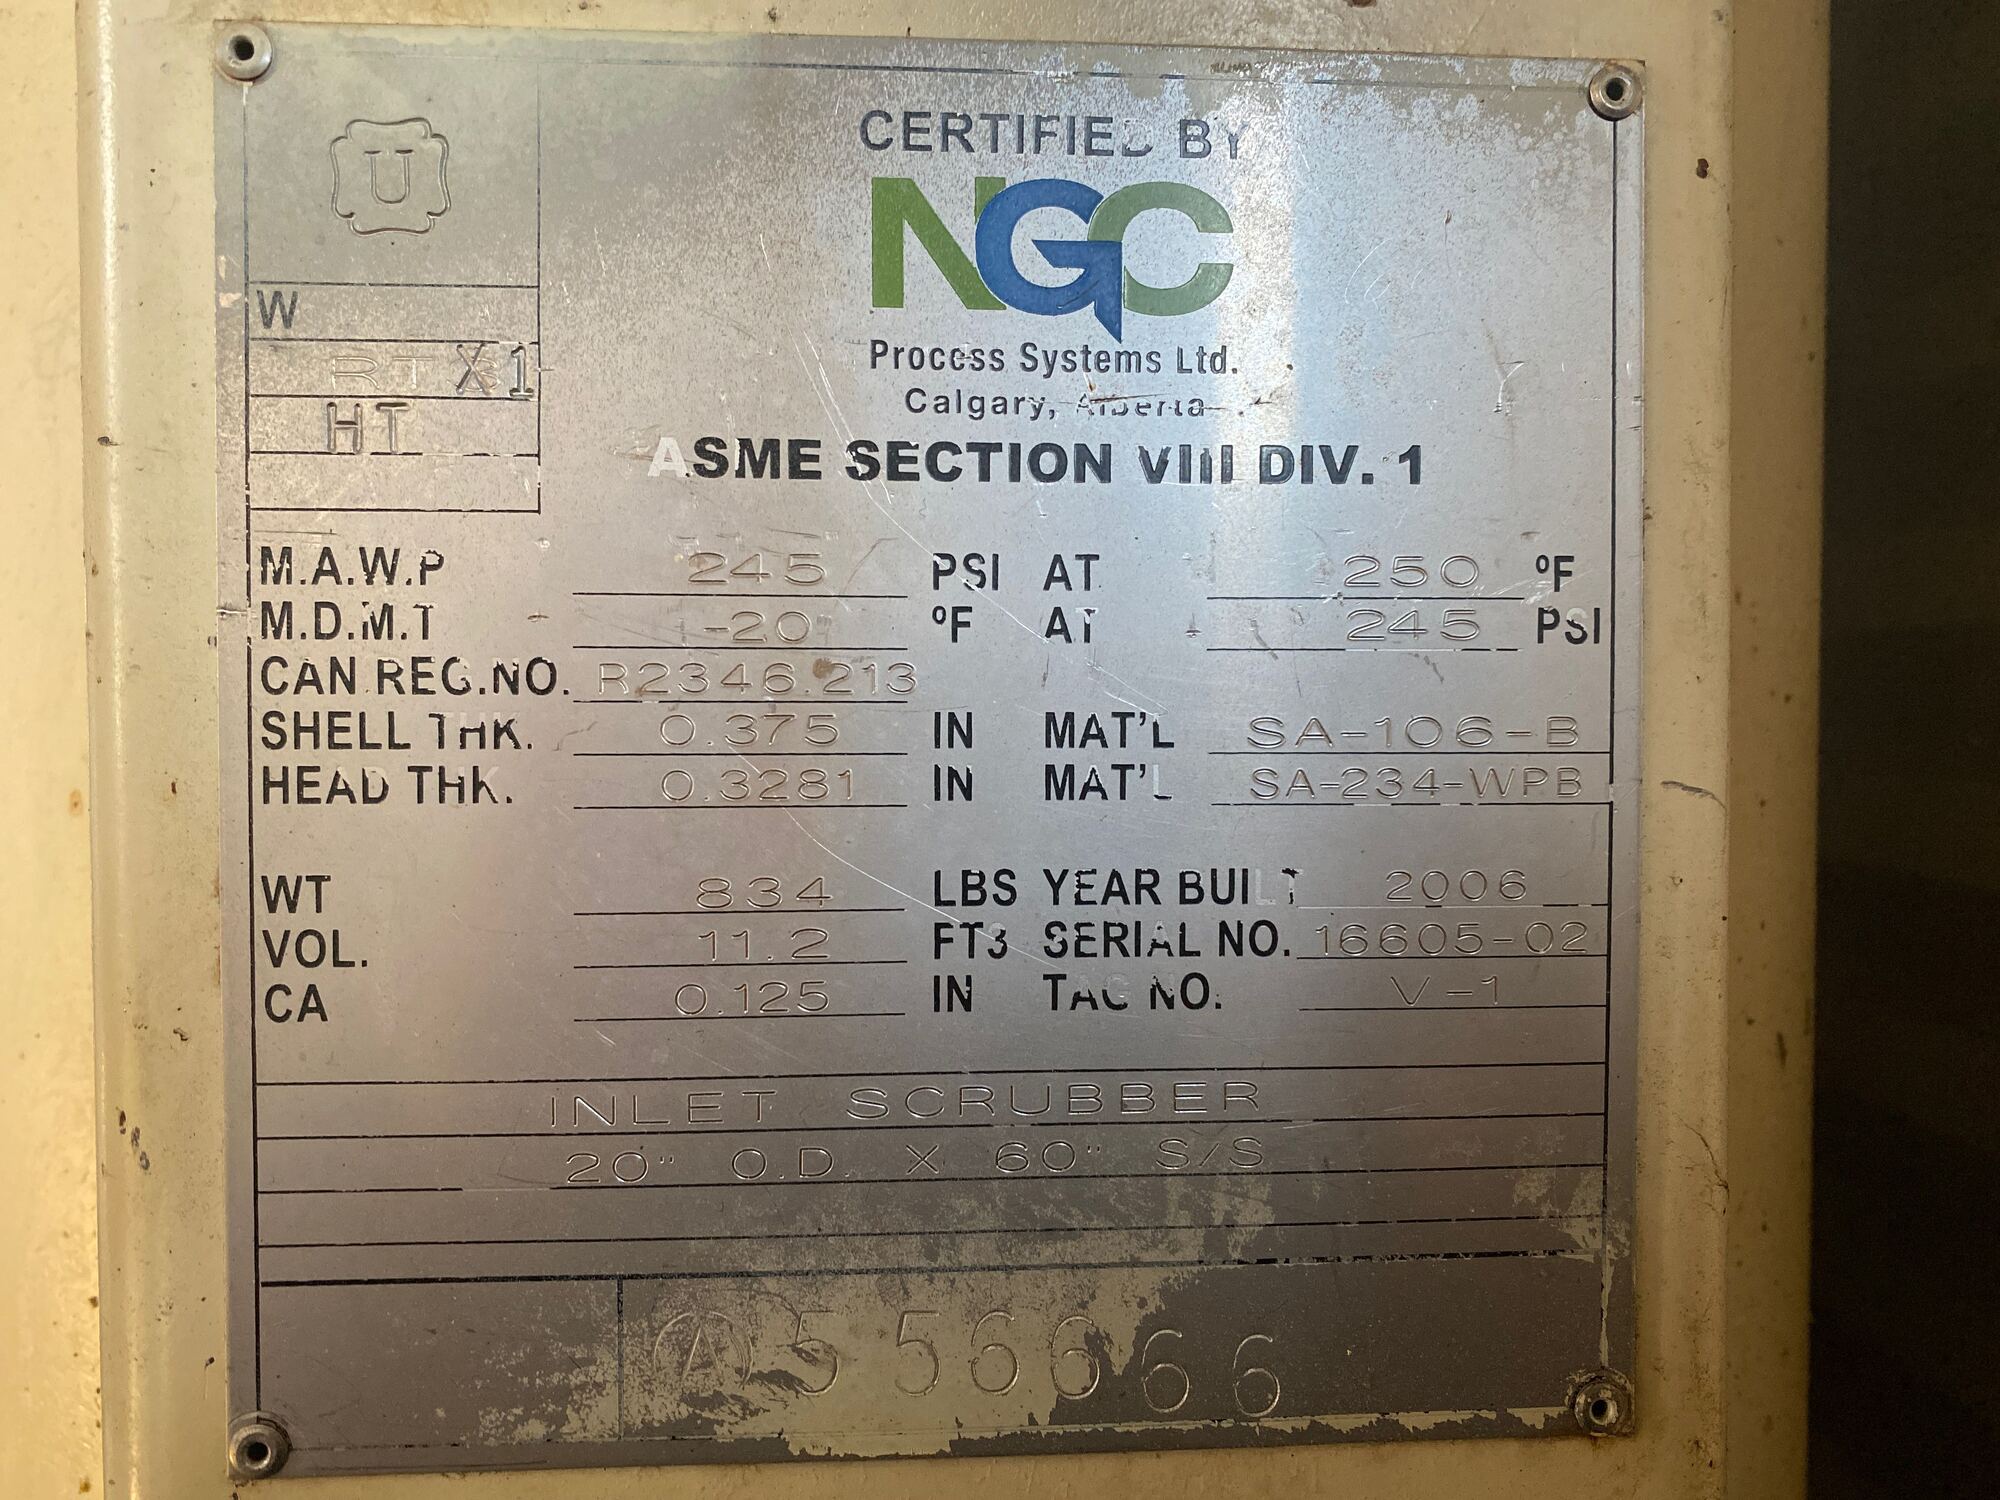 U
CERTIFIED BY
NGC
Process Systems Ltd.
Calgary, Alberta
ASME SECTION VIII DIV. 1
W
RT X1
HT
M.A.W.P 245 PSI AT 250 ºF
M.D.M.T -20 ºF AT 245 PSI
CAN REG.NO. R2346.213
SHELL THK. 0.375 IN MAT'L SA-106-B
HEAD THK. 0.3281 IN MAT'L SA-234-WPB
WT 834 LBS YEAR BUILT 2006
VOL. 11.2 FT3 SERIAL NO. 16605-02
CA 0.125 IN TAG NO. V-1
INLET SCRUBBER
20" O.D. X 60" S/S
A 556666